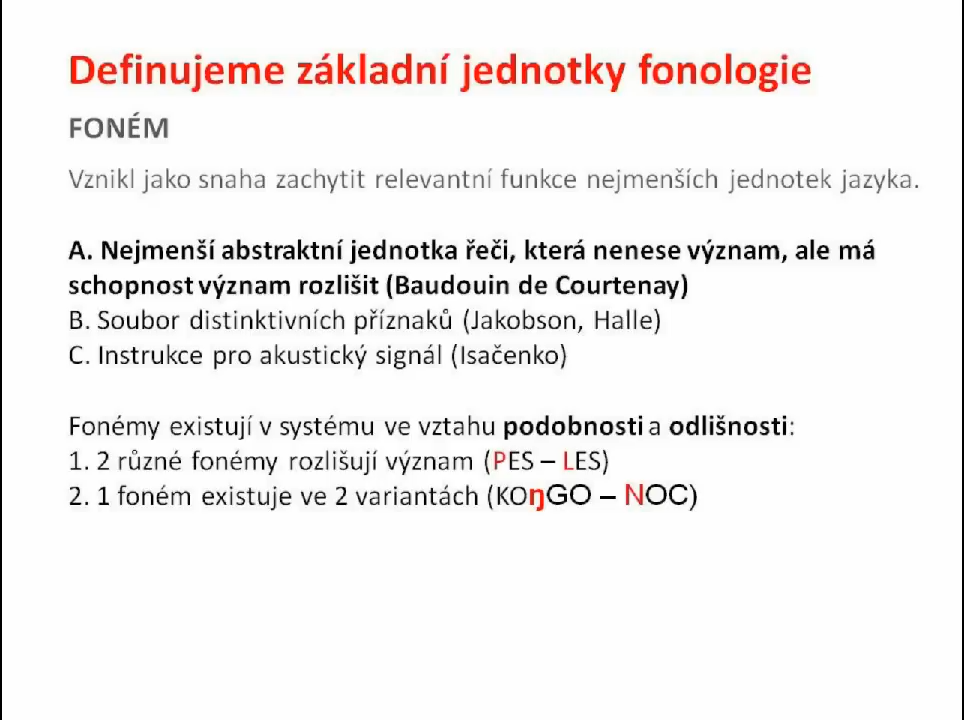 Definujeme základní jednotky fonologie
FONÉM
Vznikl jako snaha zachytit relevantní funkce nejmenších jednotek jazyka.
A. Nejmenší abstraktní jednotka řeči, která nenese význam, ale má
schopnost význam rozlišit (Baudouin de Courtenay)
B. Soubor distinktivních příznaků (Jakobson, Halle)
C. Instrukce pro akustický signál (Isačenko)
Fonémy existují v systému ve vztahu podobnosti a odlišnosti:
1. 2 různé fonémy rozlišují význam (PES – LES)
2. 1 foném existuje ve 2 variantách (KOŋGO – NOC)